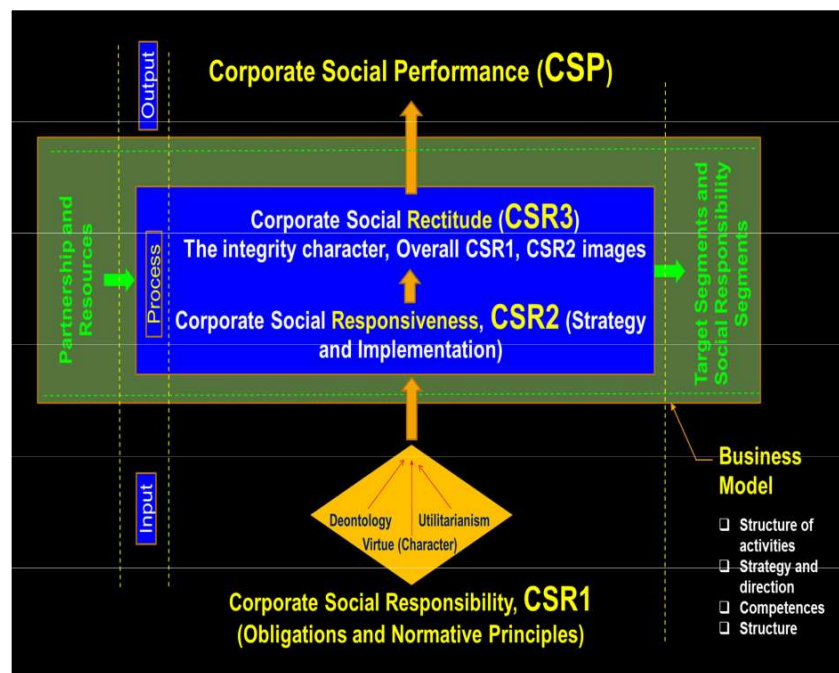 Output
Corporate Social Performance (CSP)
Partnership and
Resources
Process
Corporate Social Rectitude (CSR3)
The integrity character, Overall CSR1, CSR2 images
Corporate Social Responsiveness, CSR2 (Strategy
and Implementation)
Target Segments and
Social Responsibility
Segments
Input
Deontology
Utilitarianism
Virtue (Character)
Corporate Social Responsibility, CSR1
(Obligations and Normative Principles)
Business
Model
❑ Structure of
activities
❑ Strategy and
direction
❑ Competences
❑ Structure